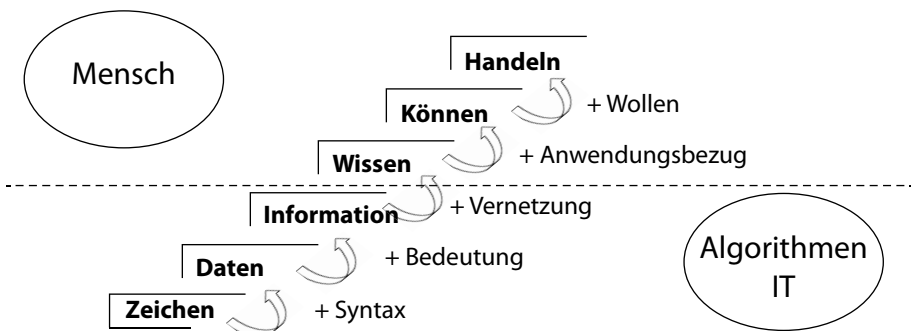 Mensch
Handeln
+ Wollen
Können
+ Anwendungsbezug
Wissen
+ Vernetzung
Information
+ Bedeutung
Daten
+ Syntax
Zeichen
Algorithmen
IT